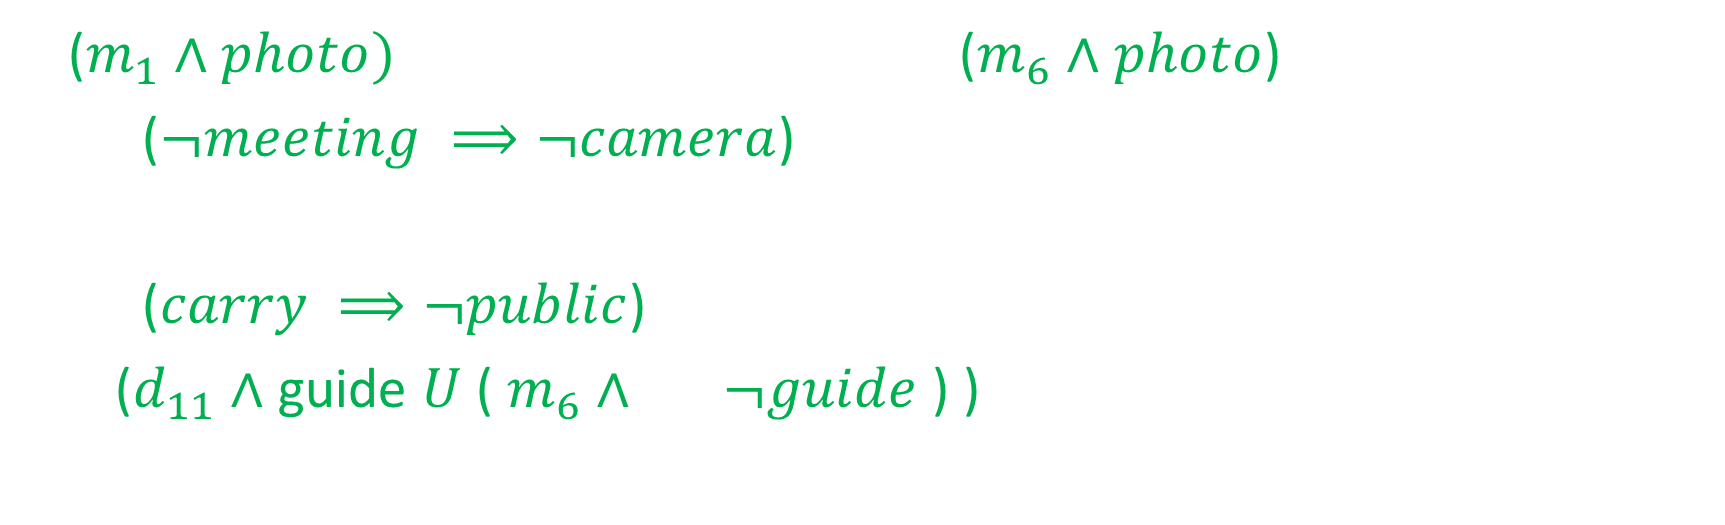 (m₁ ∧ photo) (m₆ ∧ photo)
(¬meeting ⟹ ¬camera)
(carry ⟹ ¬public)
(d₁₁ ∧ guide U ( m₆ ∧ ¬guide ) )